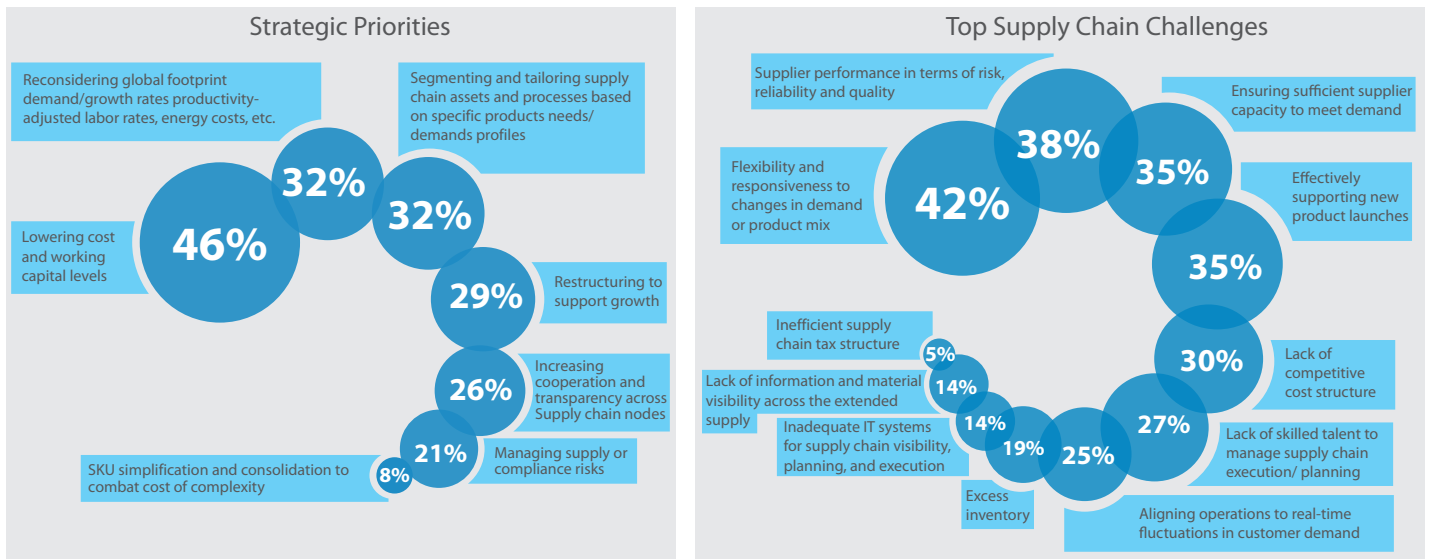 Strategic Priorities
Reconsidering global footprint
demand/growth rates productivity-
adjusted labor rates, energy costs, etc.
Segmenting and tailoring supply
chain assets and processes based
on specific products needs/
demands profiles
32%
32%
46%
Lowering cost
and working
capital levels
29%
Restructuring to
support growth
26%
Increasing
cooperation and
transparency across
Supply chain nodes
21%
Managing supply or
compliance risks
8%
SKU simplification and consolidation to
combat cost of complexity
Top Supply Chain Challenges
Supplier performance in terms of risk,
reliability and quality
38%
Ensuring sufficient supplier
capacity to meet demand
35%
Flexibility and
responsiveness to
changes in demand
or product mix
42%
Effectively
supporting new
product launches
35%
30%
Lack of
competitive
cost structure
27%
Lack of skilled talent to
manage supply chain
execution/ planning
25%
Aligning operations to real-time
fluctuations in customer demand
19%
Excess
inventory
14%
Inadequate IT systems
for supply chain visibility,
planning, and execution
14%
Lack of information and material
visibility across the extended
supply
5%
Inefficient supply
chain tax structure